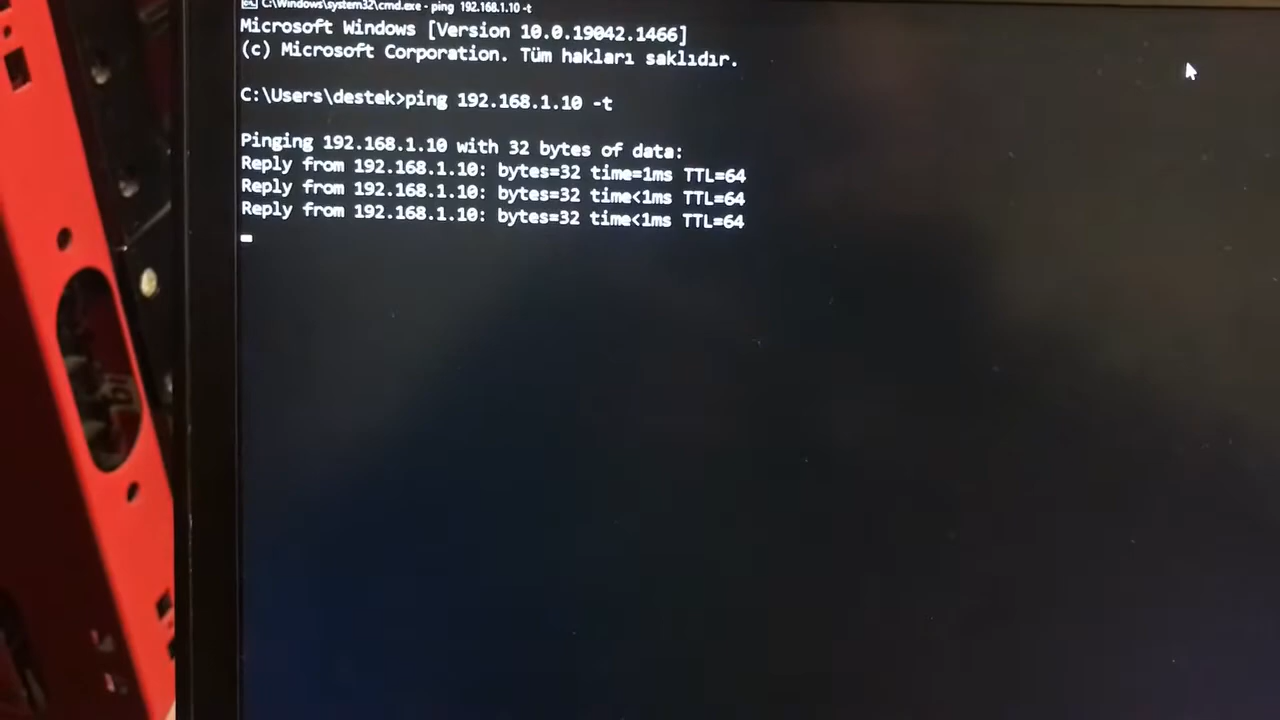 C:\Windows\system32\cmd.exe - ping 192.168.1.10 -t
Microsoft Windows [Version 10.0.19042.1466]
(c) Microsoft Corporation. Tüm hakları saklıdır.
C:\Users\destek>ping 192.168.1.10 -t
Pinging 192.168.1.10 with 32 bytes of data:
Reply from 192.168.1.10: bytes=32 time=1ms TTL=64
Reply from 192.168.1.10: bytes=32 time<1ms TTL=64
Reply from 192.168.1.10: bytes=32 time<1ms TTL=64